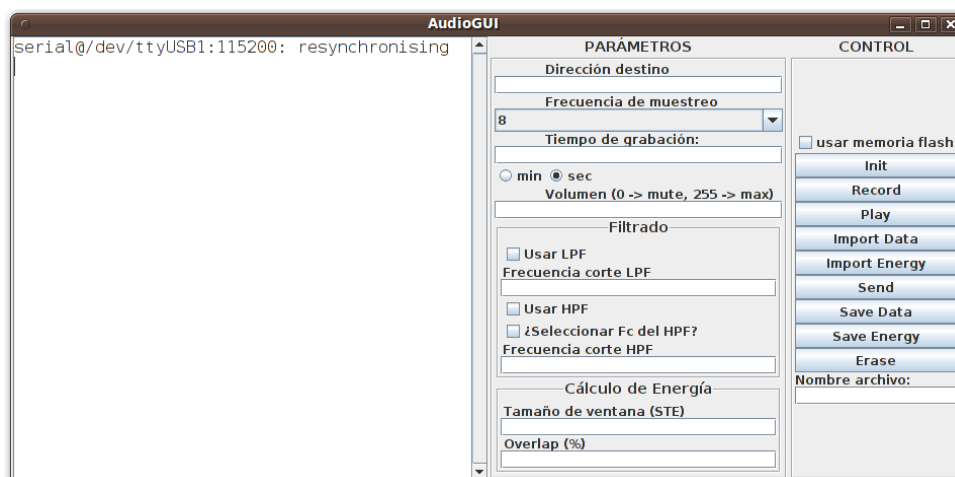 AudioGUI
serial@/dev/ttyUSB1:115200: resynchronising
PARÁMETROS
Dirección destino
Frecuencia de muestreo
8
Tiempo de grabación:
min sec
Volumen (0 -> mute, 255 -> max)
Filtrado
Usar LPF
Frecuencia corte LPF
Usar HPF
¿Seleccionar Fc del HPF?
Frecuencia corte HPF
Cálculo de Energía
Tamaño de ventana (STE)
Overlap (%)
CONTROL
usar memoria flash
Init
Record
Play
Import Data
Import Energy
Send
Save Data
Save Energy
Erase
Nombre archivo: